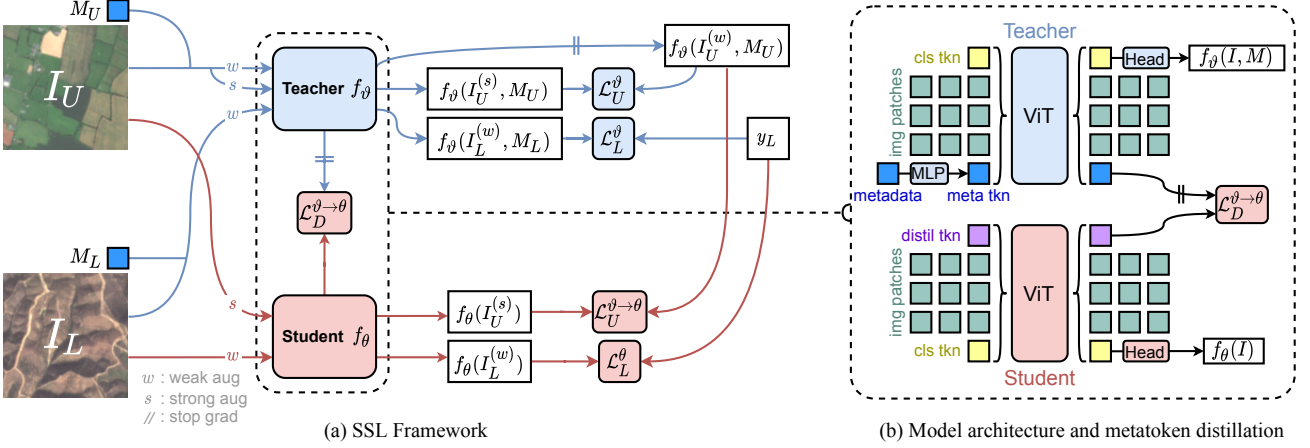 M_U
I_U
w
s
w
Teacher f_ϑ
f_ϑ(I_U^{(w)}, M_U)
f_ϑ(I_U^{(s)}, M_U)
ℒ_U^ϑ
f_ϑ(I_L^{(w)}, M_L)
ℒ_L^ϑ
y_L
ℒ_D^{ϑ→θ}
M_L
I_L
s
w
Student f_θ
f_θ(I_U^{(s)})
ℒ_U^{ϑ→θ}
f_θ(I_L^{(w)})
ℒ_L^θ
w : weak aug
s : strong aug
// : stop grad
(a) SSL Framework
Teacher
cls tkn
img patches
ViT
Head
f_ϑ(I, M)
MLP
metadata
meta tkn
ℒ_D^{ϑ→θ}
distil tkn
img patches
ViT
cls tkn
Head
f_θ(I)
Student
(b) Model architecture and metatoken distillation